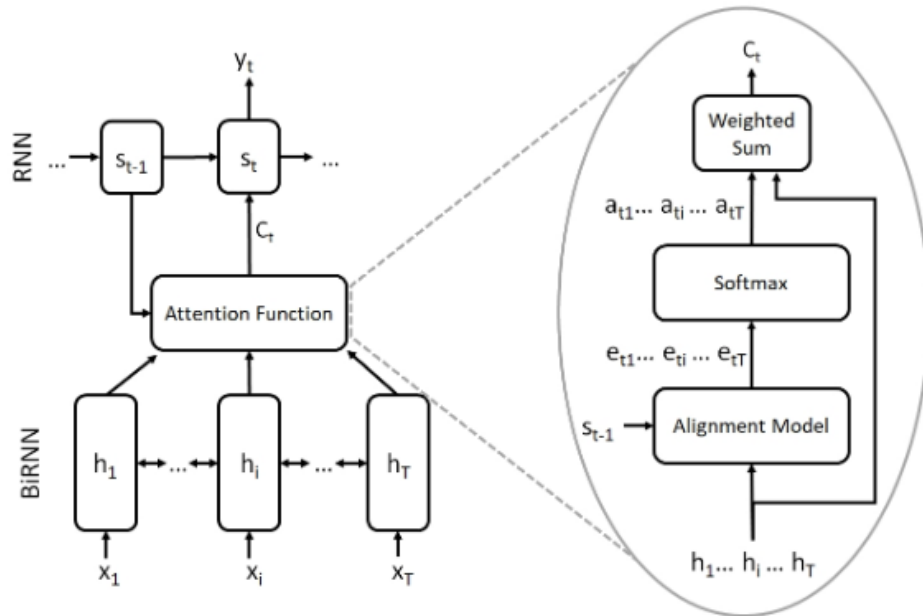 y_t
RNN
... s_{t-1} s_t ...
C_t
Attention Function
BiRNN
h_1 ... h_i ... h_T
x_1 x_i x_T
C_t
Weighted
Sum
a_{t1}... a_{ti} ... a_{tT}
Softmax
e_{t1}... e_{ti} ... e_{tT}
s_{t-1} Alignment Model
h_1... h_i ... h_T